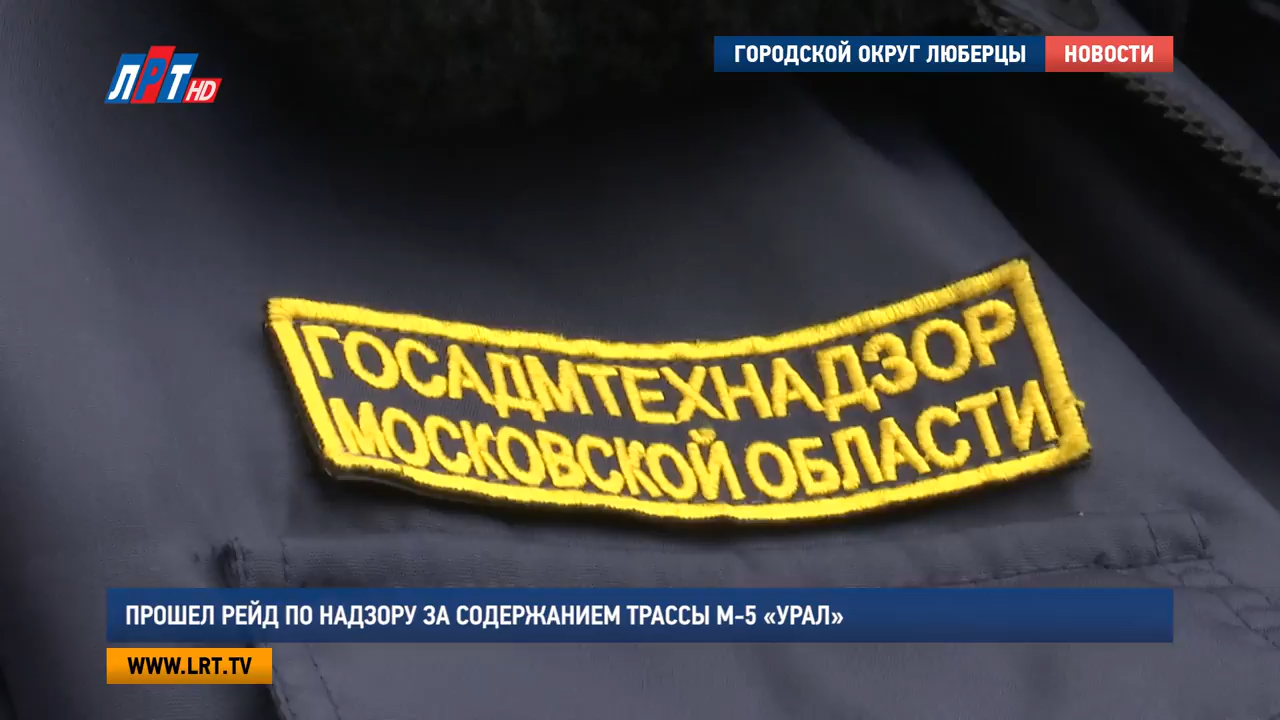 ЛРТ HD
ГОРОДСКОЙ ОКРУГ ЛЮБЕРЦЫ НОВОСТИ
ГОСАДМТЕХНАДЗОР
МОСКОВСКОЙ ОБЛАСТИ
ПРОШЕЛ РЕЙД ПО НАДЗОРУ ЗА СОДЕРЖАНИЕМ ТРАССЫ М-5 «УРАЛ»
WWW.LRT.TV